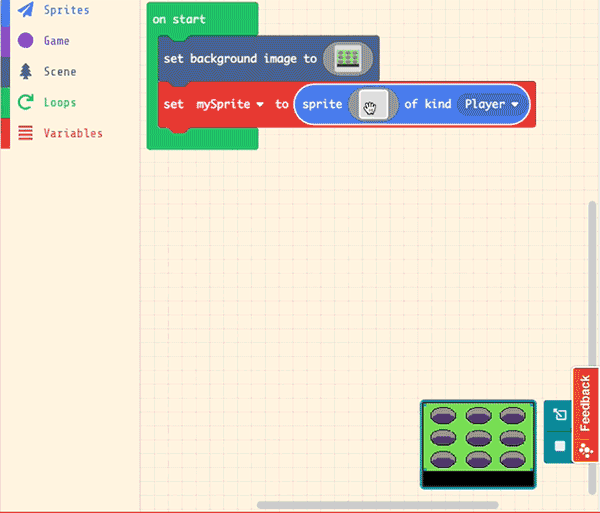 Sprites
Game
Scene
Loops
Variables
on start
set background image to
set mySprite to sprite of kind Player
Feedback